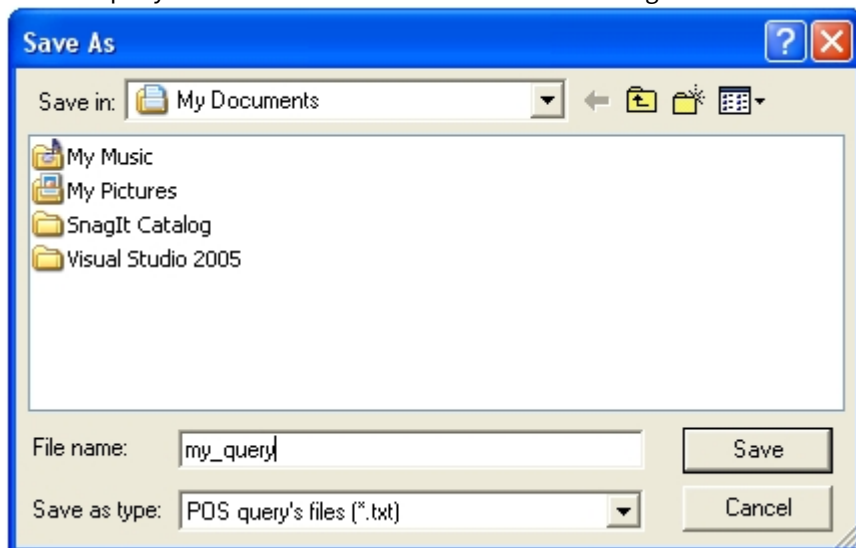 Save As
Save in: My Documents
My Music
My Pictures
SnagIt Catalog
Visual Studio 2005
File name: my_query Save
Save as type: POS query's files (*.txt) Cancel